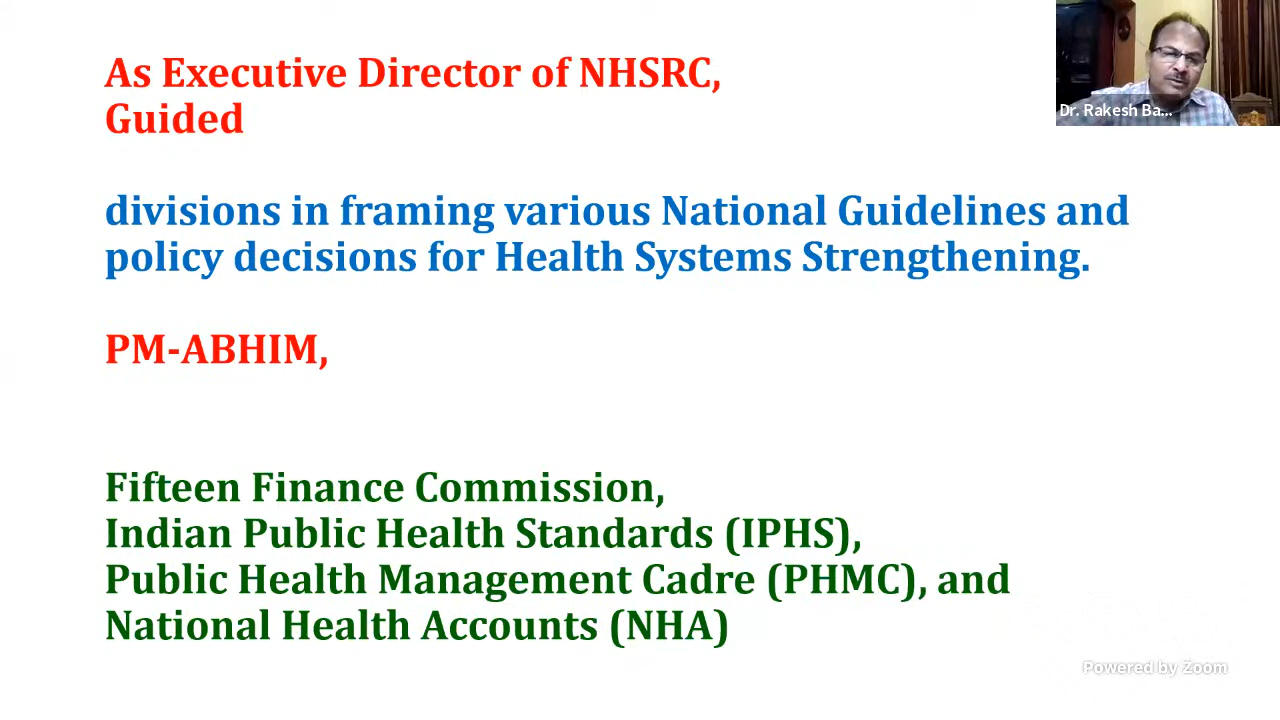 As Executive Director of NHSRC,
Guided
divisions in framing various National Guidelines and
policy decisions for Health Systems Strengthening.
PM-ABHIM,
Fifteen Finance Commission,
Indian Public Health Standards (IPHS),
Public Health Management Cadre (PHMC), and
National Health Accounts (NHA)
Dr. Rakesh Ba...
Powered by Zoom